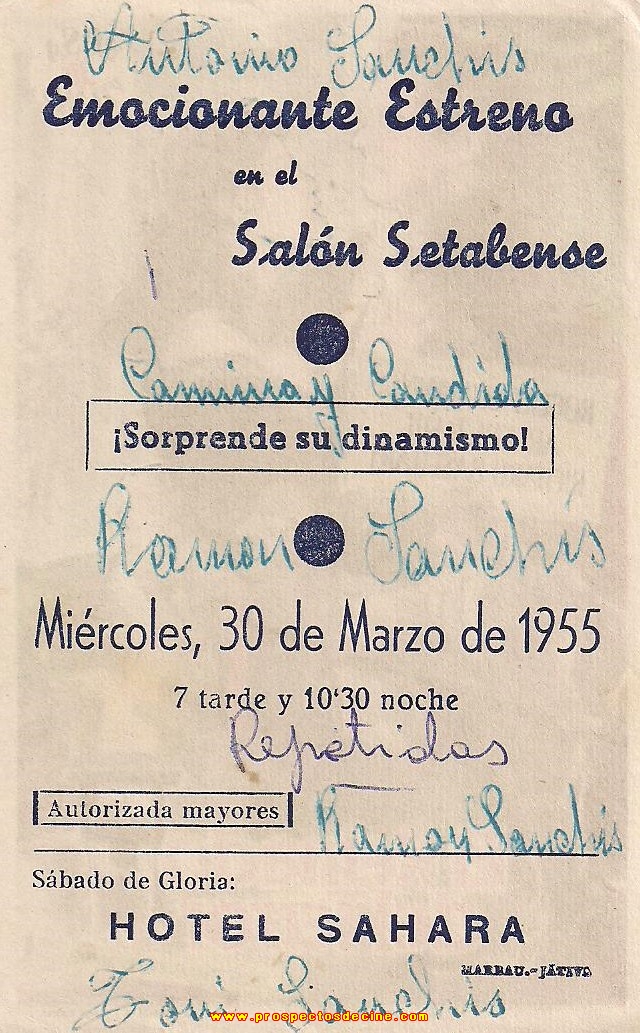 Antonio Sanchis
Emocionante Estreno
en el
Salón Setabense
Camina y Candida
¡Sorprende su dinamismo!
Ramon Sanchis
Miércoles, 30 de Marzo de 1955
7 tarde y 10'30 noche
Repetidas
Autorizada mayores
Ramon Sanchis
Sábado de Gloria:
HOTEL SAHARA
MARBAU.-JÁTIVA
Toni Sanchis
www.prospectosdecine.com